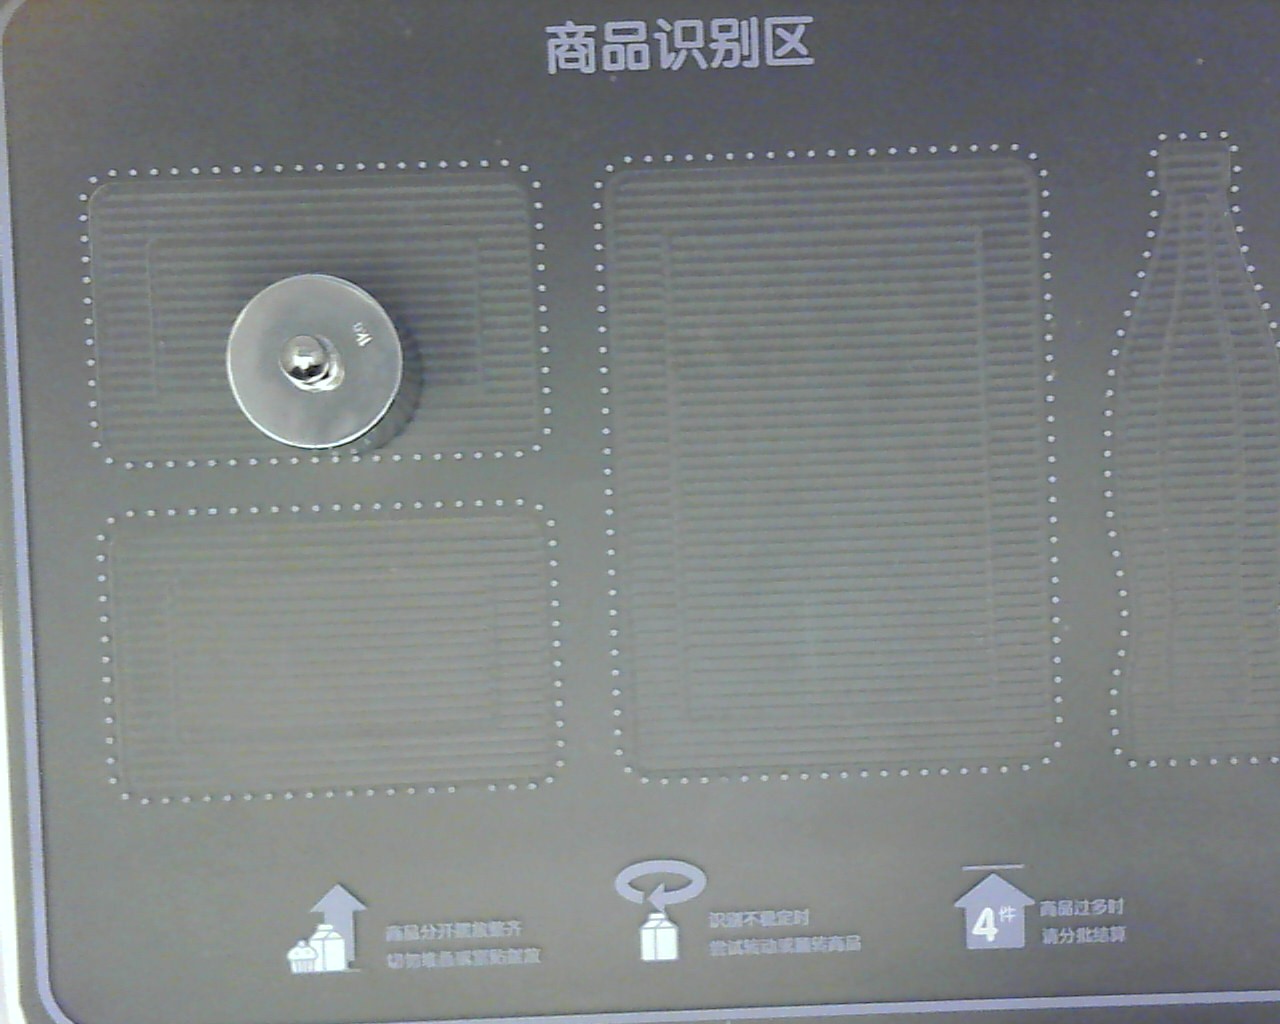 商品识别区
1KG
商品分开摆放整齐
切勿堆叠或紧贴摆放
识别不稳定时
尝试转动或翻转商品
4件
商品过多时
请分批结算